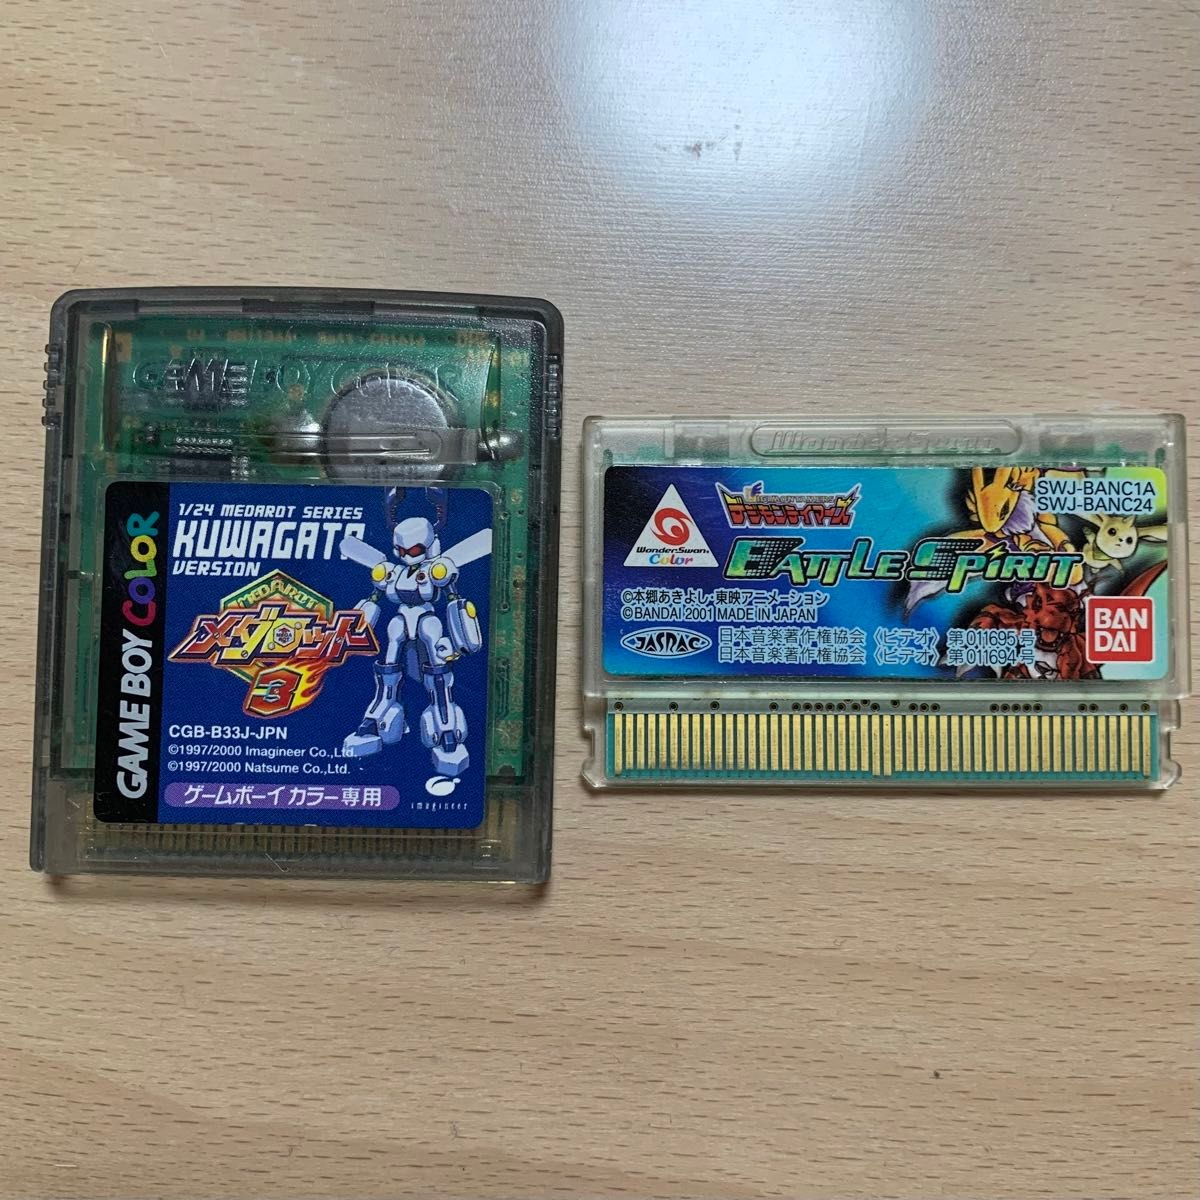 GAME BOY COLOR
GAME BOY COLOR
1/24 MEDAROT SERIES
KUWAGATA
VERSION
MEDAROT
メダロット
3
CGB-B33J-JPN
©1997/2000 Imagineer Co.,Ltd.
©1997/2000 Natsume Co.,Ltd.
ゲームボーイカラー専用
imagineer
WonderSwan
DIGIMON TAMERS
デジモンテイマーズ
SWJ-BANC1A
SWJ-BANC24
WonderSwan
Color
BATTLE SPIRIT
©本郷あきよし・東映アニメーション
©BANDAI 2001 MADE IN JAPAN
JASRAC
日本音楽著作権協会〈ビデオ〉第011695号
日本音楽著作権協会〈ビデオ〉第011694号
BAN
DAI